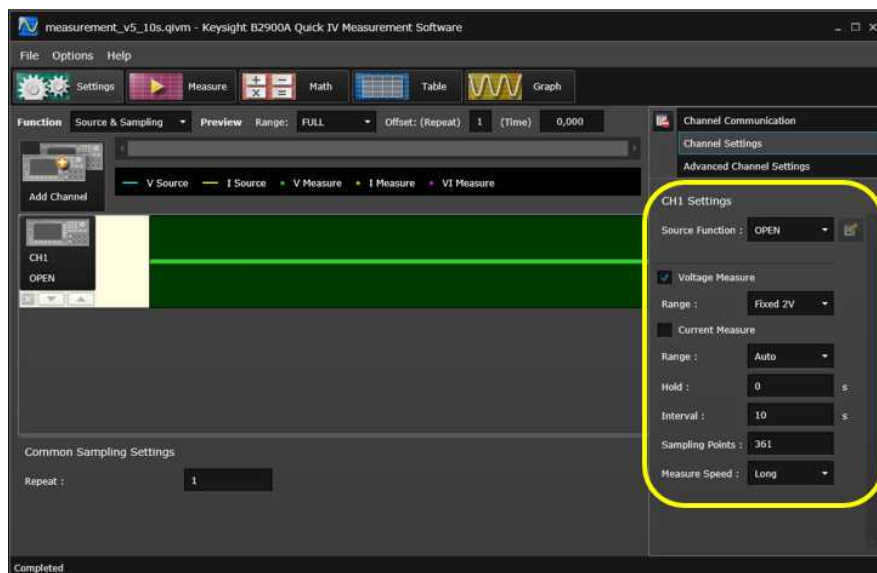 measurement_v5_10s.qivm - Keysight B2900A Quick IV Measurement Software
File Options Help
Settings Measure Math Table Graph
Function Source & Sampling Preview Range: FULL Offset: (Repeat) 1 (Time) 0,000
Channel Communication
Channel Settings
Advanced Channel Settings
Add Channel
V Source I Source V Measure I Measure VI Measure
CH1 Settings
Source Function : OPEN
CH1
OPEN
Voltage Measure
Range : Fixed 2V
Current Measure
Range : Auto
Hold : 0 s
Interval : 10 s
Sampling Points : 361
Measure Speed : Long
Common Sampling Settings
Repeat : 1
Completed